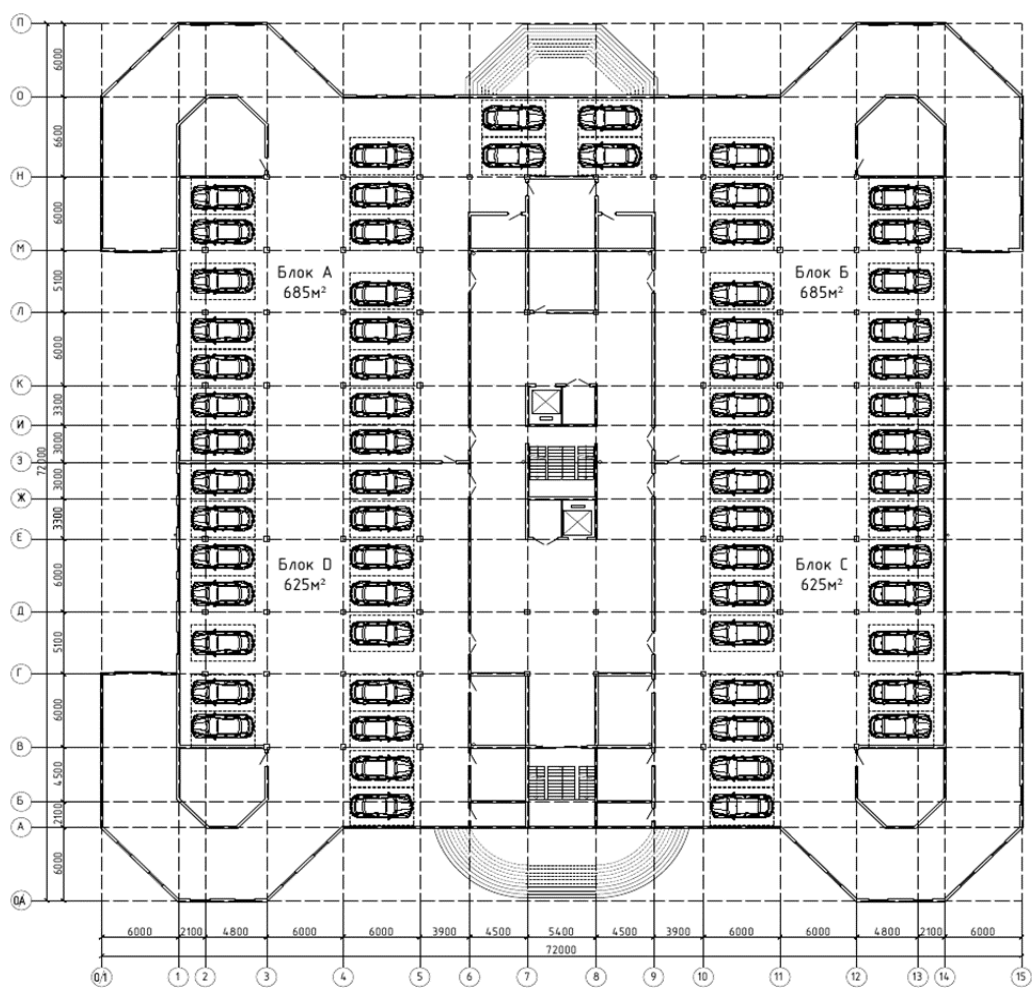 П
6000
О
6600
Н
6000
М
5100
Блок А
685м²
Блок Б
685м²
Л
6000
К
3300
И
3000
З
72000
3000
Ж
3300
Е
6000
Блок D
625м²
Блок С
625м²
Д
5100
Г
6000
В
4500
Б
2100
А
6000
0А
6000 2100 4800 6000 6000 3900 4500 5400 4500 3900 6000 6000 4800 2100 6000
72000
0/1 1 2 3 4 5 6 7 8 9 10 11 12 13 14 15